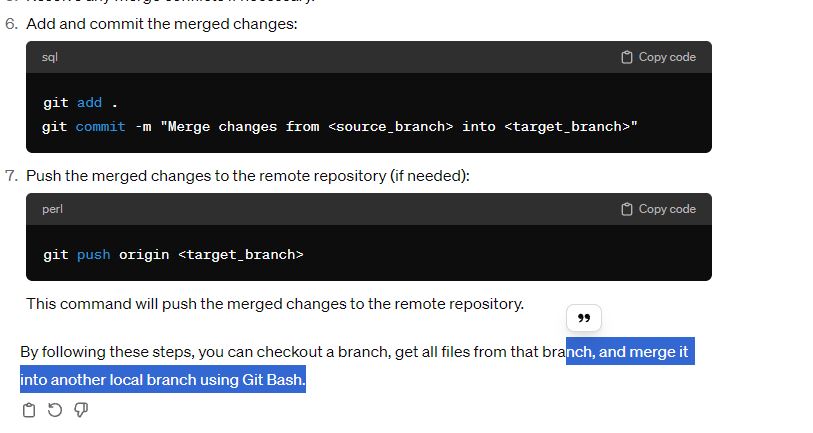 6. Add and commit the merged changes:
sql Copy code
git add .
git commit -m "Merge changes from <source_branch> into <target_branch>"
7. Push the merged changes to the remote repository (if needed):
perl Copy code
git push origin <target_branch>
This command will push the merged changes to the remote repository.
By following these steps, you can checkout a branch, get all files from that branch, and merge it
into another local branch using Git Bash.